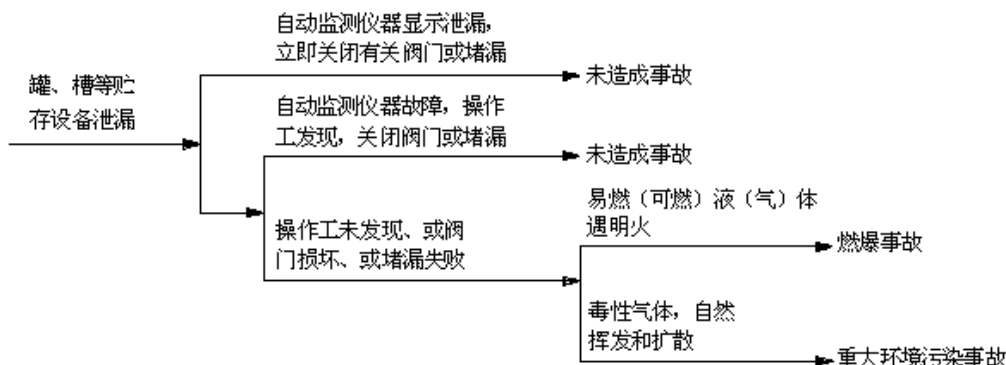 自动监测仪器显示泄漏，
立即关闭有关阀门或堵漏
未造成事故
罐、槽等贮
存设备泄漏
自动监测仪器故障，操作
工发现，关闭阀门或堵漏
未造成事故
操作工未发现、或阀
门损坏、或堵漏失败
易燃（可燃）液（气）体
遇明火
燃爆事故
毒性气体，自然
挥发和扩散
重大环境污染事故